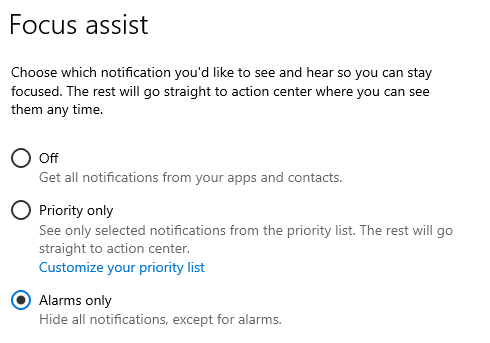 Focus assist
Choose which notification you'd like to see and hear so you can stay
focused. The rest will go straight to action center where you can see
them any time.
Off
Get all notifications from your apps and contacts.
Priority only
See only selected notifications from the priority list. The rest will go
straight to action center.
Customize your priority list
Alarms only
Hide all notifications, except for alarms.